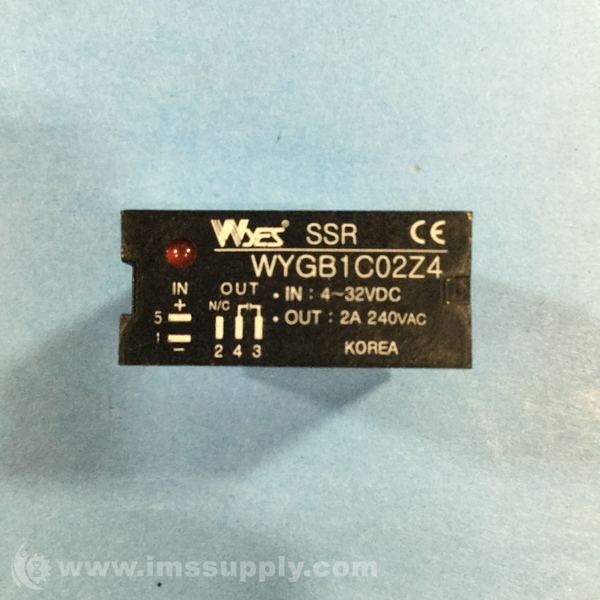 Wyes® SSR CE
WYGB1C02Z4
IN OUT
+ N/C
• IN : 4~32VDC
5
• OUT : 2A 240VAC
1
− 2 4 3
KOREA
www.imssupply.com